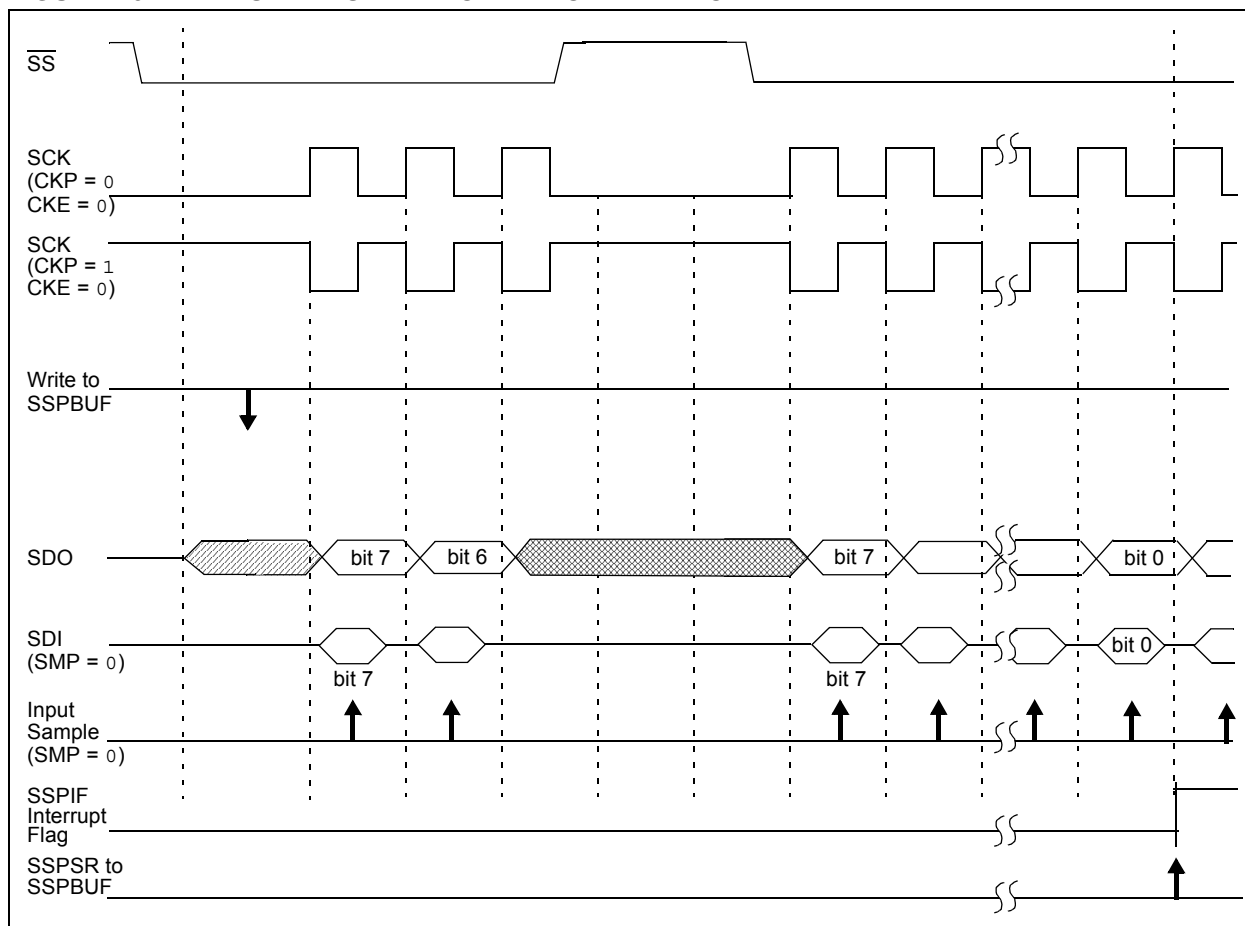 SS
SCK
(CKP = 0
CKE = 0)
SCK
(CKP = 1
CKE = 0)
Write to
SSPBUF
SDO
bit 7
bit 6
bit 7
bit 0
SDI
(SMP = 0)
bit 7
bit 7
bit 0
Input
Sample
(SMP = 0)
SSPIF
Interrupt
Flag
SSPSR to
SSPBUF